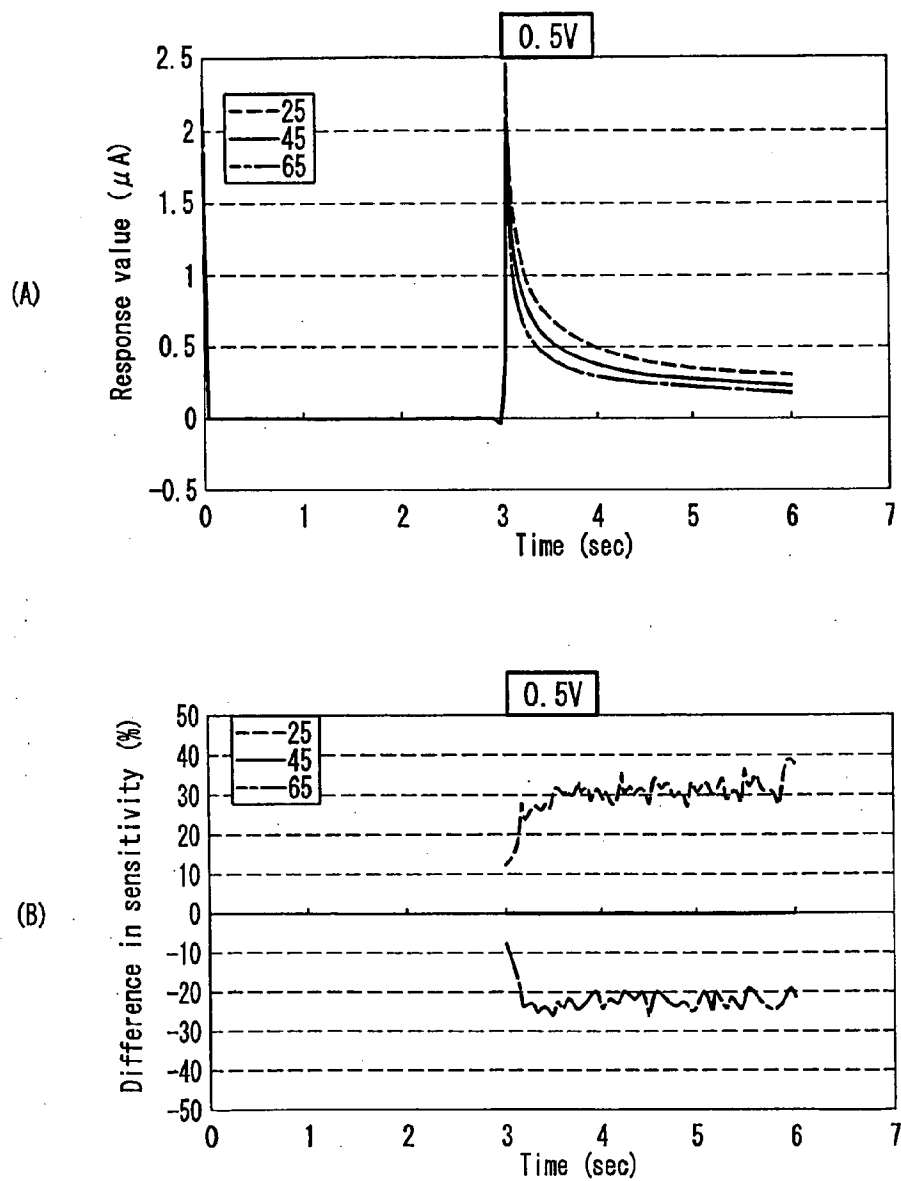 (A)
0.5V
Response value (μA)
2.5
2
1.5
1
0.5
0
-0.5
25
45
65
0 1 2 3 4 5 6 7
Time (sec)
(B)
0.5V
Difference in sensitivity (%)
50
40
30
20
10
0
-10
-20
-30
-40
-50
25
45
65
0 1 2 3 4 5 6 7
Time (sec)